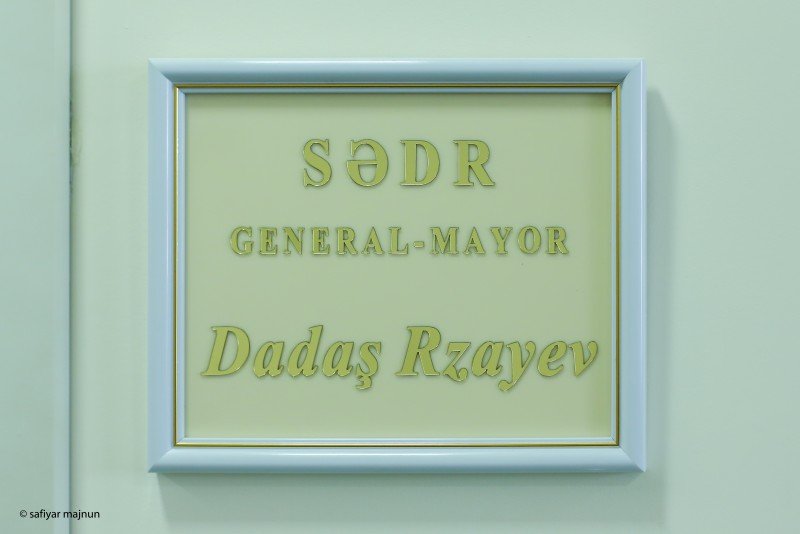 SƏDR
GENERAL-MAYOR
Dadaş Rzayev
© safiyar majnun